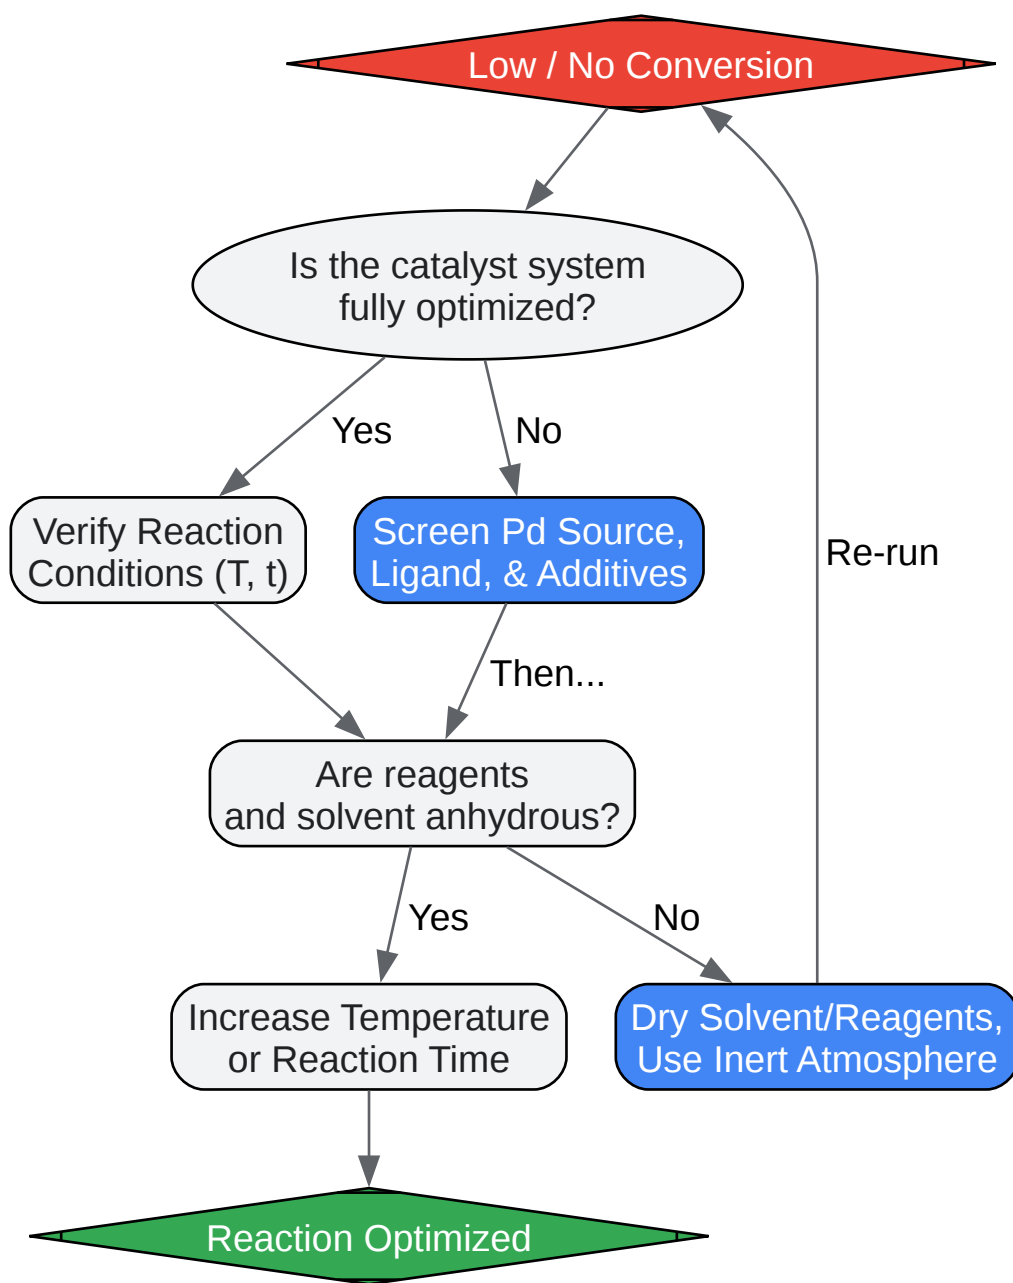 Low / No Conversion
Is the catalyst system
fully optimized?
Yes
No
Verify Reaction
Conditions (T, t)
Screen Pd Source,
Ligand, & Additives
Re-run
Then...
Are reagents
and solvent anhydrous?
Yes
No
Increase Temperature
or Reaction Time
Dry Solvent/Reagents,
Use Inert Atmosphere
Reaction Optimized